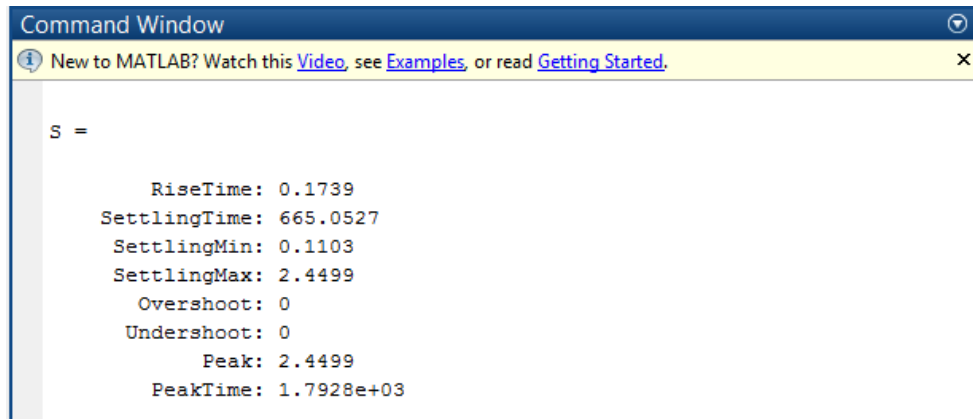 Command Window
New to MATLAB? Watch this Video, see Examples, or read Getting Started.
S =
RiseTime: 0.1739
SettlingTime: 665.0527
SettlingMin: 0.1103
SettlingMax: 2.4499
Overshoot: 0
Undershoot: 0
Peak: 2.4499
PeakTime: 1.7928e+03